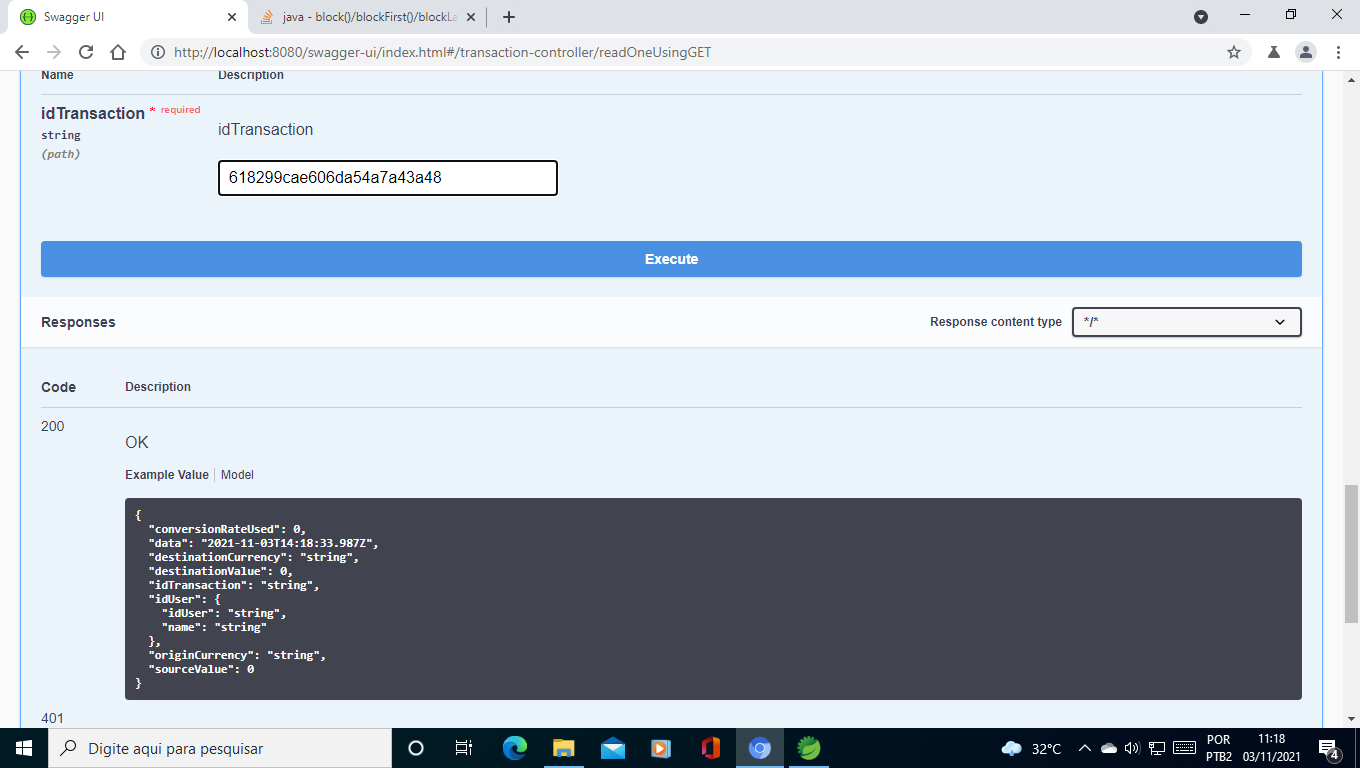 Swagger UI
java - block()/blockFirst()/blockLa
http://localhost:8080/swagger-ui/index.html#/transaction-controller/readOneUsingGET
Name Description
idTransaction * required
string
(path)
idTransaction
618299cae606da54a7a43a48
Execute
Responses
Response content type
*/*
Code Description
200
OK
Example Value Model
{
  "conversionRateUsed": 0,
  "data": "2021-11-03T14:18:33.987Z",
  "destinationCurrency": "string",
  "destinationValue": 0,
  "idTransaction": "string",
  "idUser": {
    "idUser": "string",
    "name": "string"
  },
  "originCurrency": "string",
  "sourceValue": 0
}
401
Digite aqui para pesquisar
32°C
POR
PTB2
11:18
03/11/2021
4